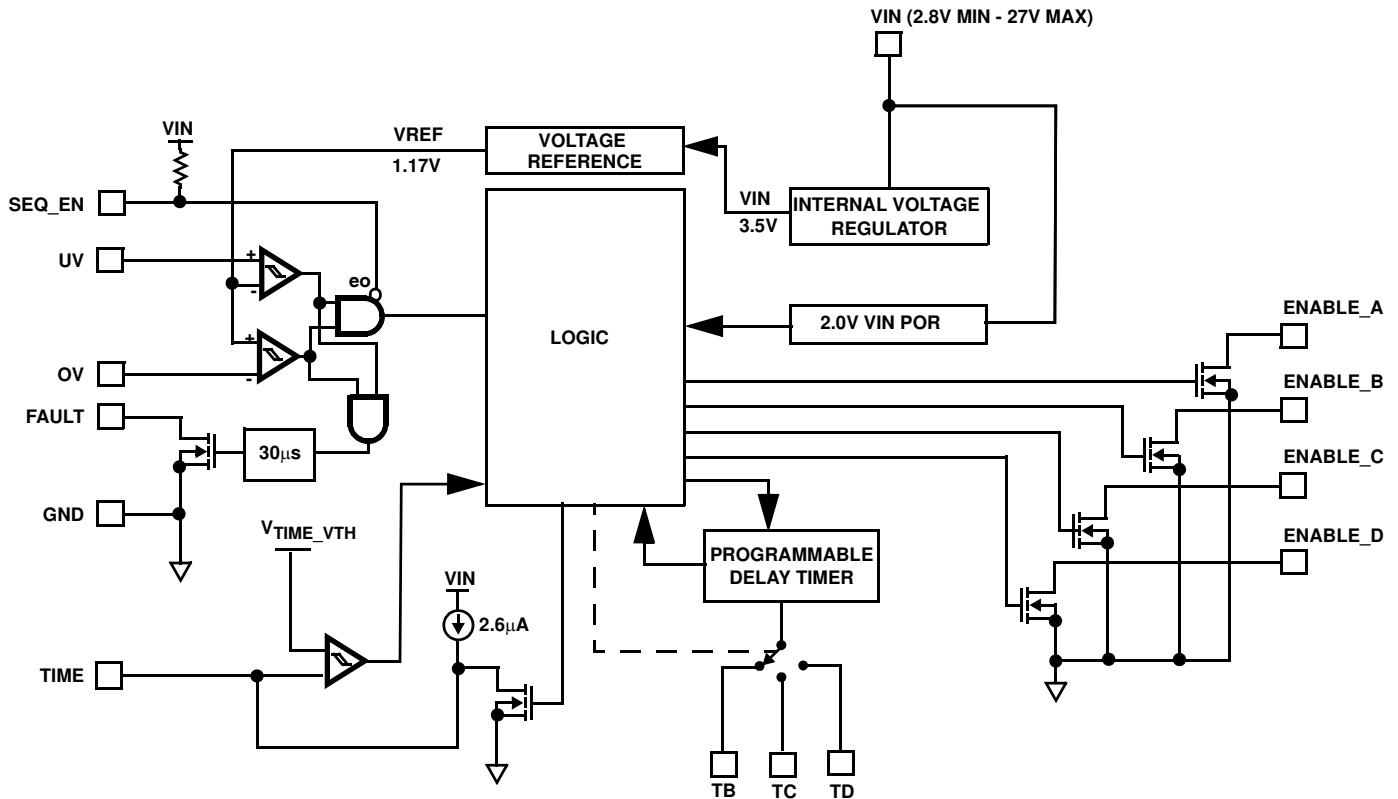 VIN (2.8V MIN - 27V MAX)
VIN
VREF
1.17V
VOLTAGE
REFERENCE
SEQ_EN
VIN
3.5V
INTERNAL VOLTAGE
REGULATOR
UV
+
-
eo
LOGIC
2.0V VIN POR
ENABLE_A
OV
+
-
ENABLE_B
FAULT
30μs
ENABLE_C
GND
VTIME_VTH
ENABLE_D
PROGRAMMABLE
DELAY TIMER
VIN
2.6μA
TIME
TB
TC
TD